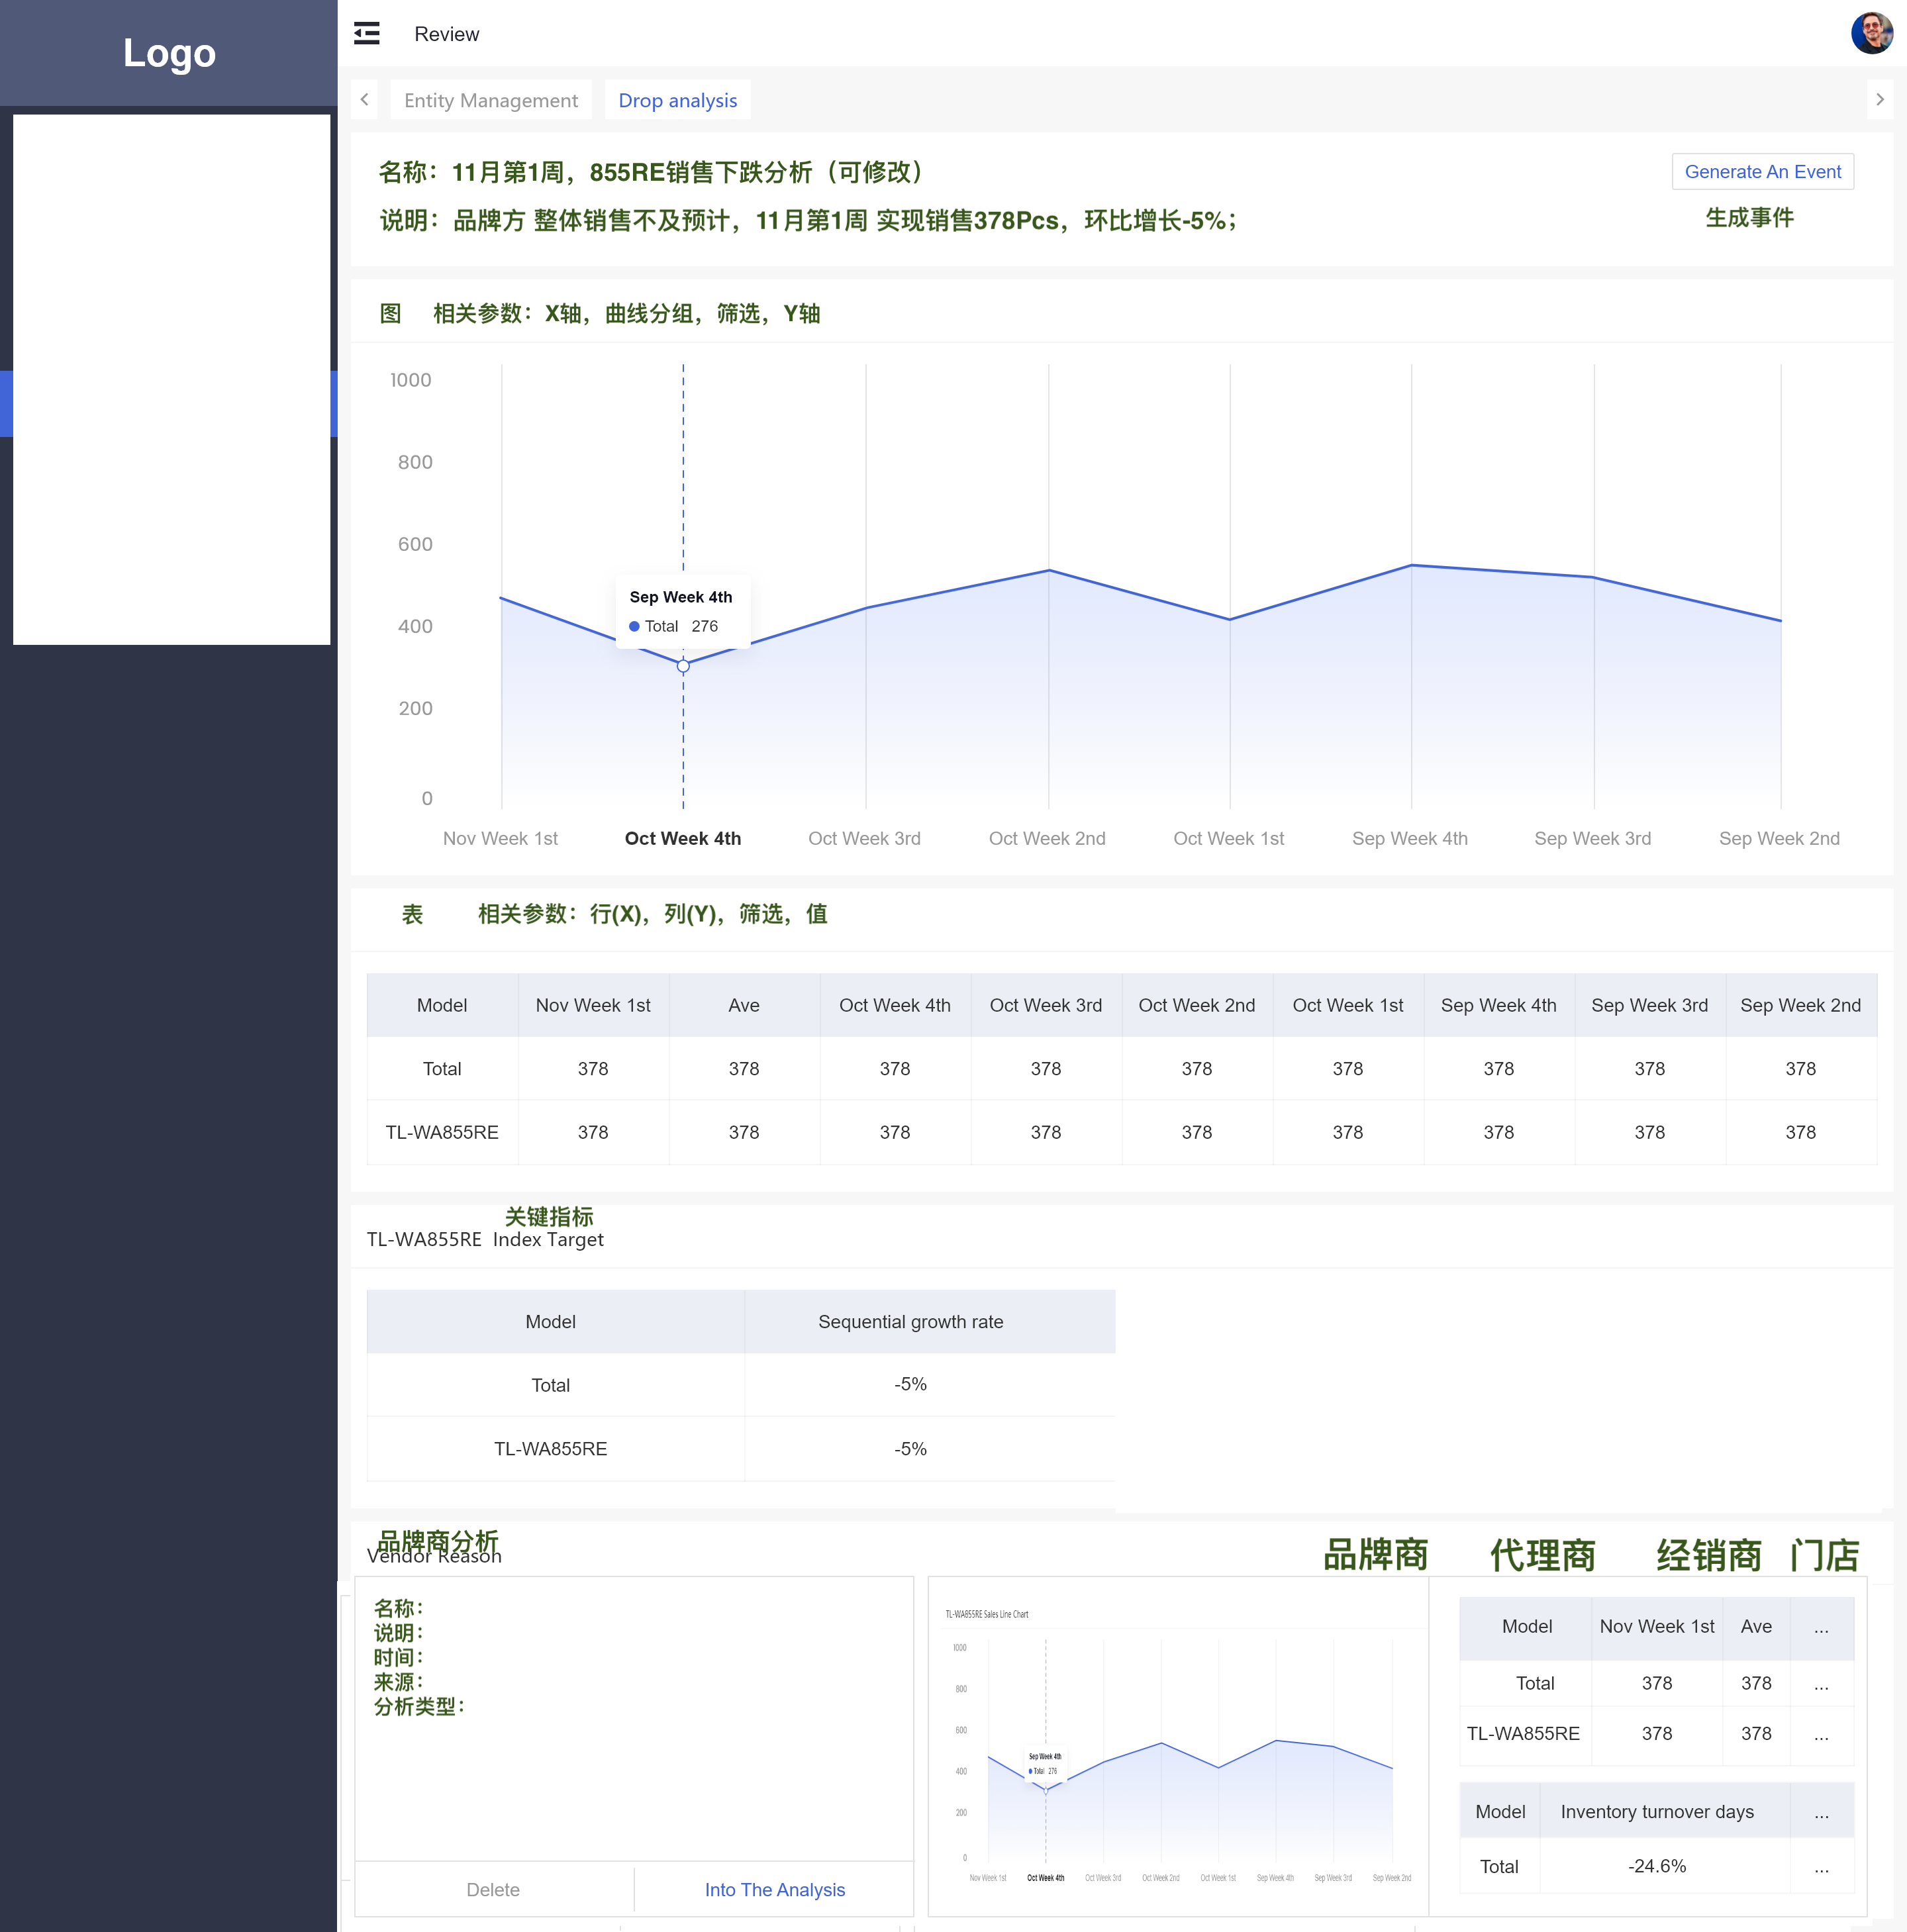 Logo
Review
Entity Management Drop analysis
名称：11月第1周，855RE销售下跌分析（可修改）
Generate An Event
说明：品牌方 整体销售不及预计，11月第1周 实现销售378Pcs，环比增长-5%；
生成事件
图 相关参数：X轴，曲线分组，筛选，Y轴
1000
800
600
400
200
0
Sep Week 4th
Total 276
Nov Week 1st Oct Week 4th Oct Week 3rd Oct Week 2nd Oct Week 1st Sep Week 4th Sep Week 3rd Sep Week 2nd
表 相关参数：行(X)，列(Y)，筛选，值
Model Nov Week 1st Ave Oct Week 4th Oct Week 3rd Oct Week 2nd Oct Week 1st Sep Week 4th Sep Week 3rd Sep Week 2nd
Total 378 378 378 378 378 378 378 378 378
TL-WA855RE 378 378 378 378 378 378 378 378 378
关键指标
TL-WA855RE Index Target
Model Sequential growth rate
Total -5%
TL-WA855RE -5%
品牌商分析
Vendor Reason
品牌商 代理商 经销商 门店
名称：
说明：
时间：
来源：
分析类型：
Delete Into The Analysis
TL-WA855RE Sales Line Chart
1000
800
600
400
200
0
Sep Week 4th
Total 276
Nov Week 1st Oct Week 4th Oct Week 3rd Oct Week 2nd Oct Week 1st Sep Week 4th Sep Week 3rd Sep Week 2nd
Model Nov Week 1st Ave ...
Total 378 378 ...
TL-WA855RE 378 378 ...
Model Inventory turnover days ...
Total -24.6% ...